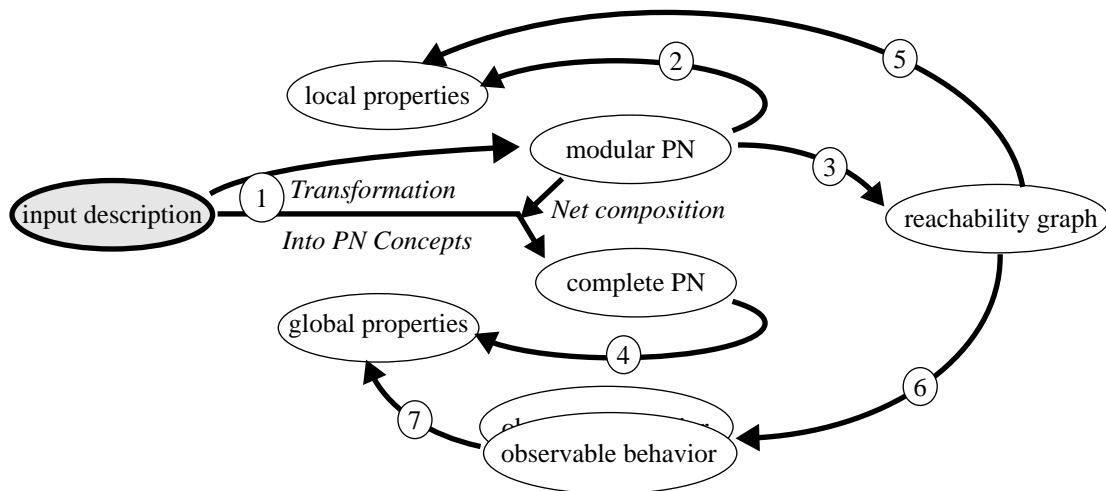 5
2
local properties
modular PN
3
1
Transformation
input description
Net composition
reachability graph
Into PN Concepts
complete PN
global properties
4
6
7
observable behavior